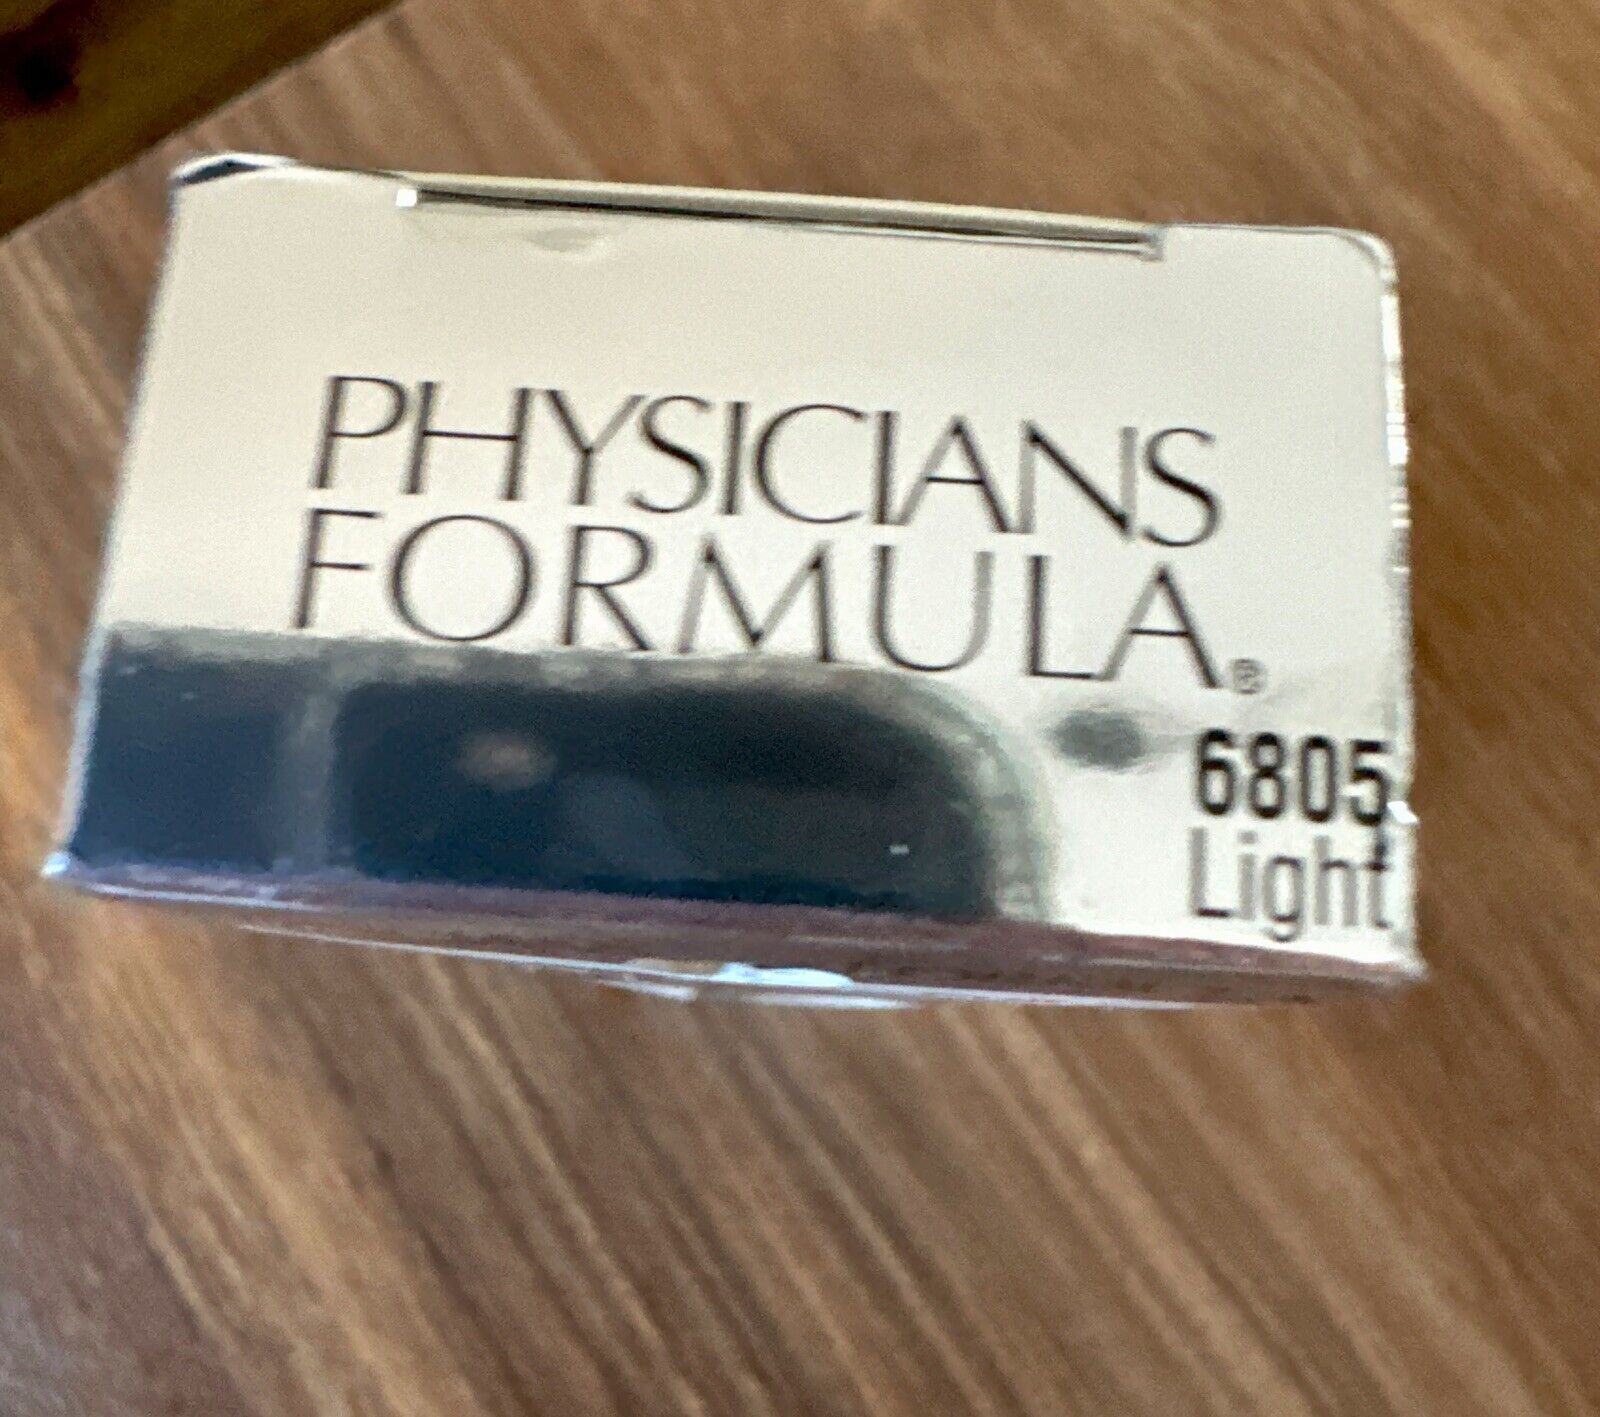 PHYSICIANS
FORMULA®
6805
Light